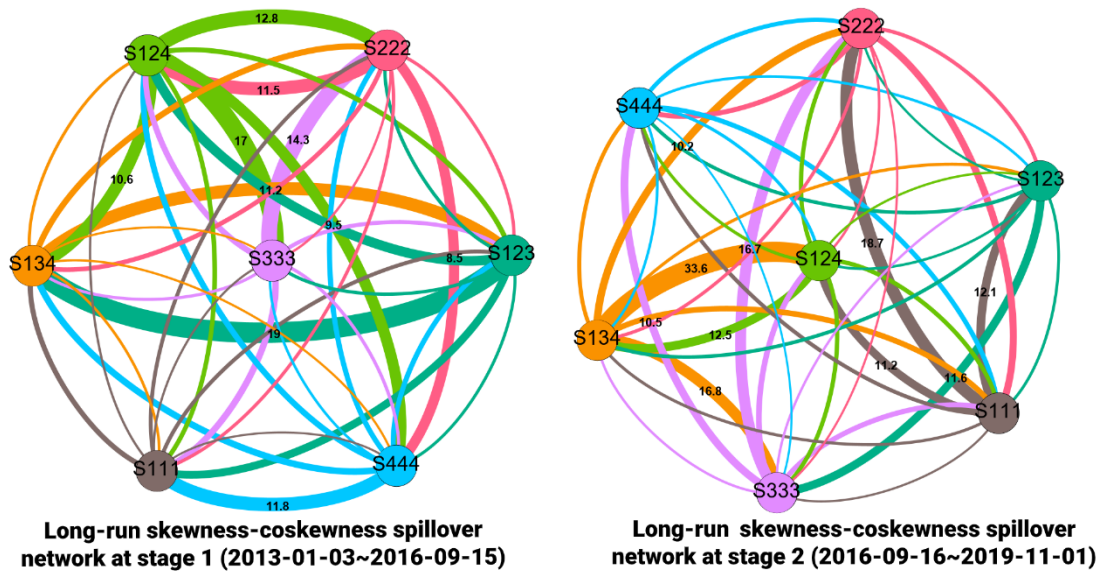 12.8
S124
S222
11.5
17
14.3
10.6
11.2
9.5
S134
S333
8.5
S123
19
S111
S444
11.8
Long-run skewness-coskewness spillover
network at stage 1 (2013-01-03~2016-09-15)
S222
S444
10.2
S123
16.7
18.7
S124
33.6
12.1
10.5
S134
12.5
11.2
11.6
16.8
S111
S333
Long-run skewness-coskewness spillover
network at stage 2 (2016-09-16~2019-11-01)